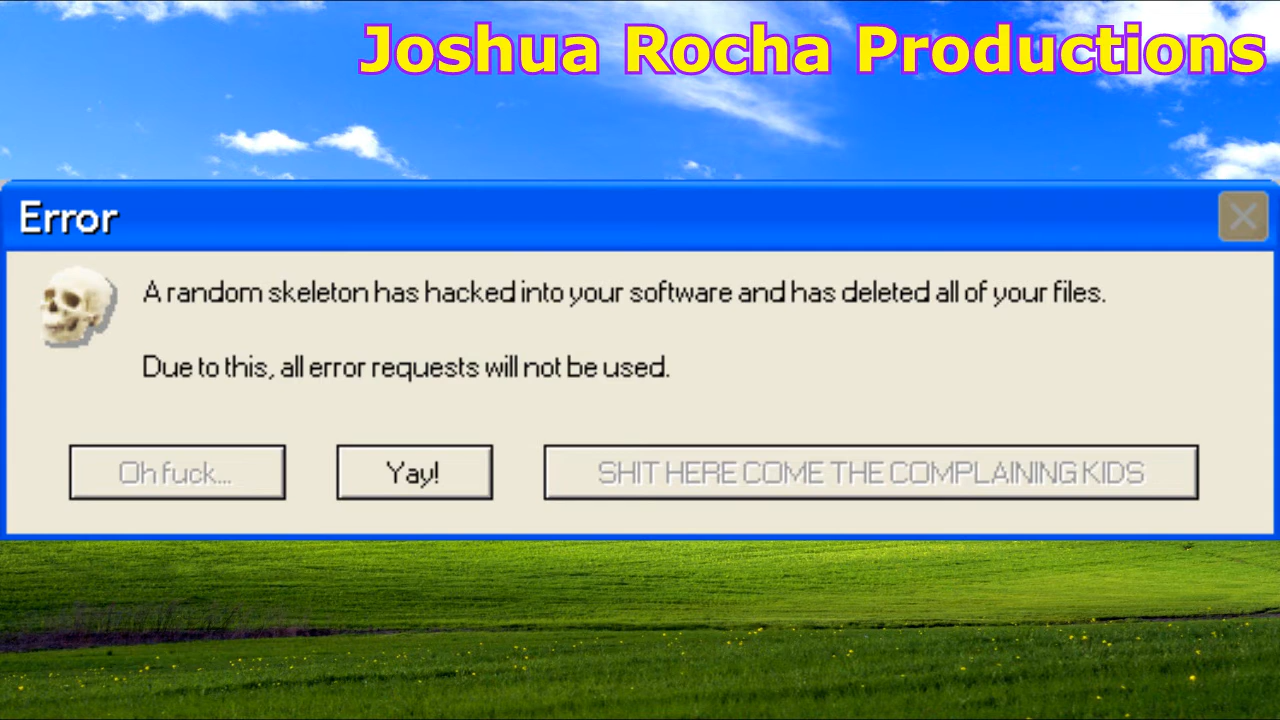 Joshua Rocha Productions
Error
A random skeleton has hacked into your software and has deleted all of your files.
Due to this, all error requests will not be used.
Oh fuck... Yay! SHIT HERE COME THE COMPLAINING KIDS